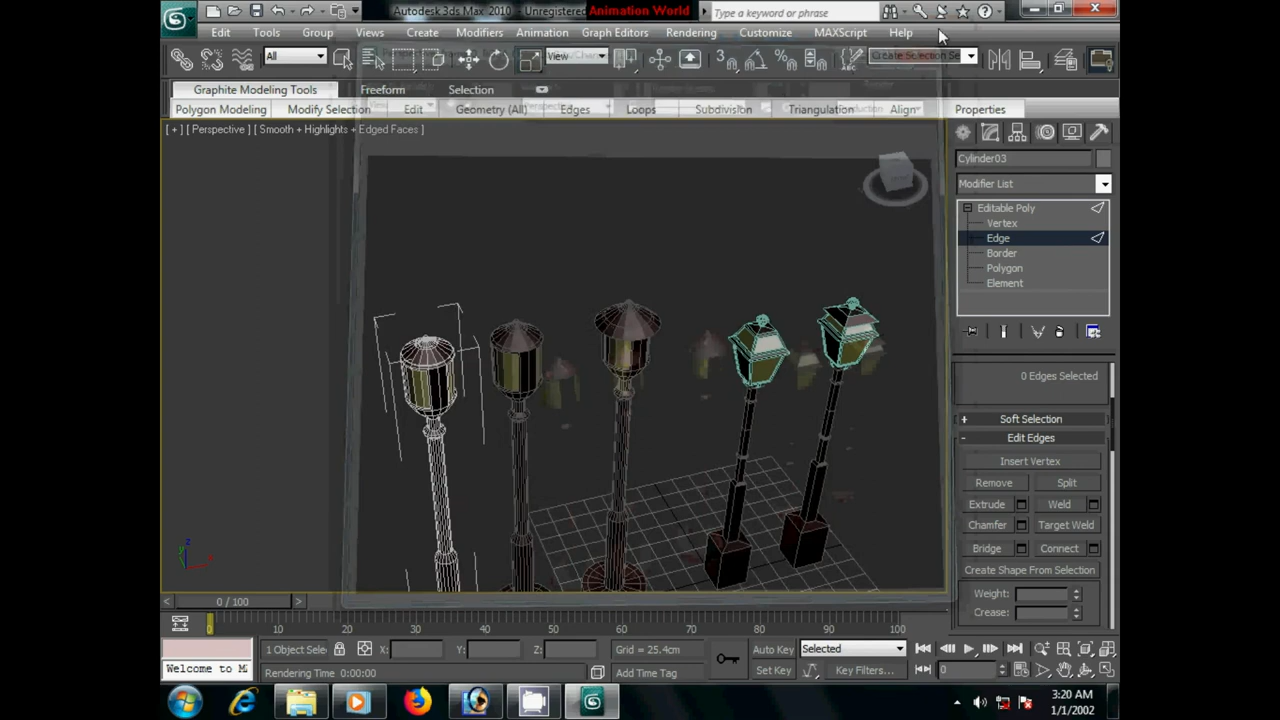 Autodesk 3ds Max 2010 - Unregistered
Animation World
Type a keyword or phrase
Edit Tools Group Views Create Modifiers Animation Graph Editors Rendering Customize MAXScript Help
All
View
3
Create Selection Se
Graphite Modeling Tools Freeform Selection
Polygon Modeling Modify Selection Edit Geometry (All) Edges Loops Subdivision Triangulation Align Properties
[ + ] [ Perspective ] [ Smooth + Highlights + Edged Faces ]
Cylinder03
Modifier List
Editable Poly
Vertex
Edge
Border
Polygon
Element
0 Edges Selected
+ Soft Selection
- Edit Edges
Insert Vertex
Remove Split
Extrude Weld
Chamfer Target Weld
Bridge Connect
Create Shape From Selection
Weight:
Crease:
z
x
< 0 / 100 >
0 10 20 30 40 50 60 70 80 90 100
1 Object Sele X: Y: Z: Grid = 25.4cm Auto Key Selected
Welcome to M
Rendering Time 0:00:00 Add Time Tag Set Key Key Filters... 0
3:20 AM
1/1/2002